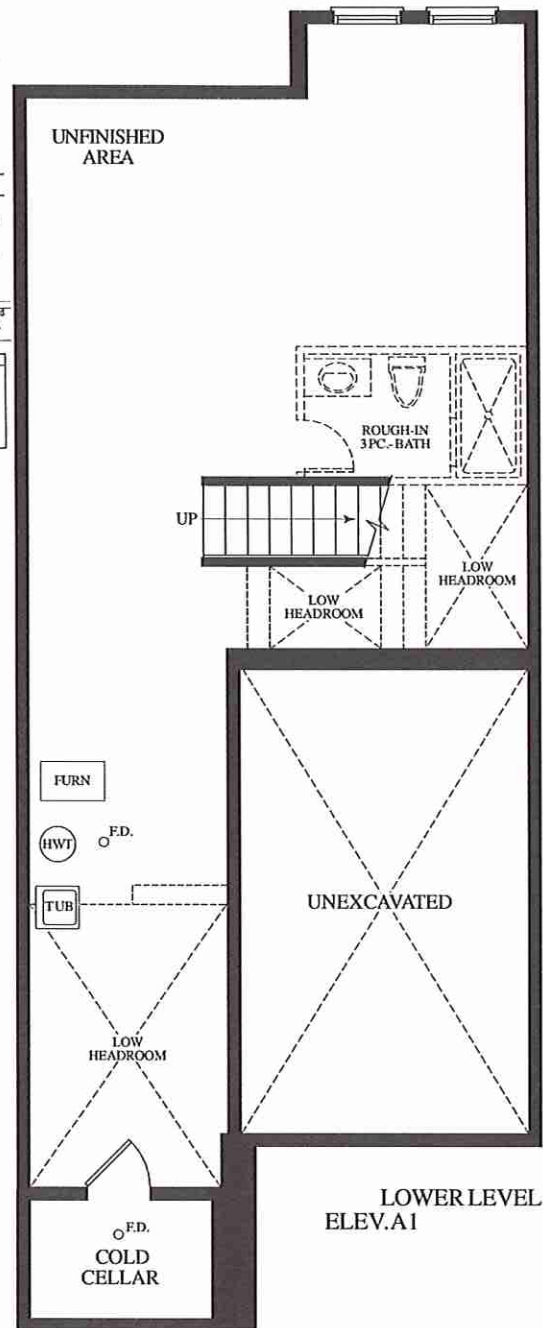 UNFINISHED
AREA
ROUGH-IN
3PC.-BATH
UP
LOW
HEADROOM
LOW
HEADROOM
FURN
HWT
F.D.
TUB
UNEXCAVATED
LOW
HEADROOM
LOWER LEVEL
ELEV.A1
F.D.
COLD
CELLAR